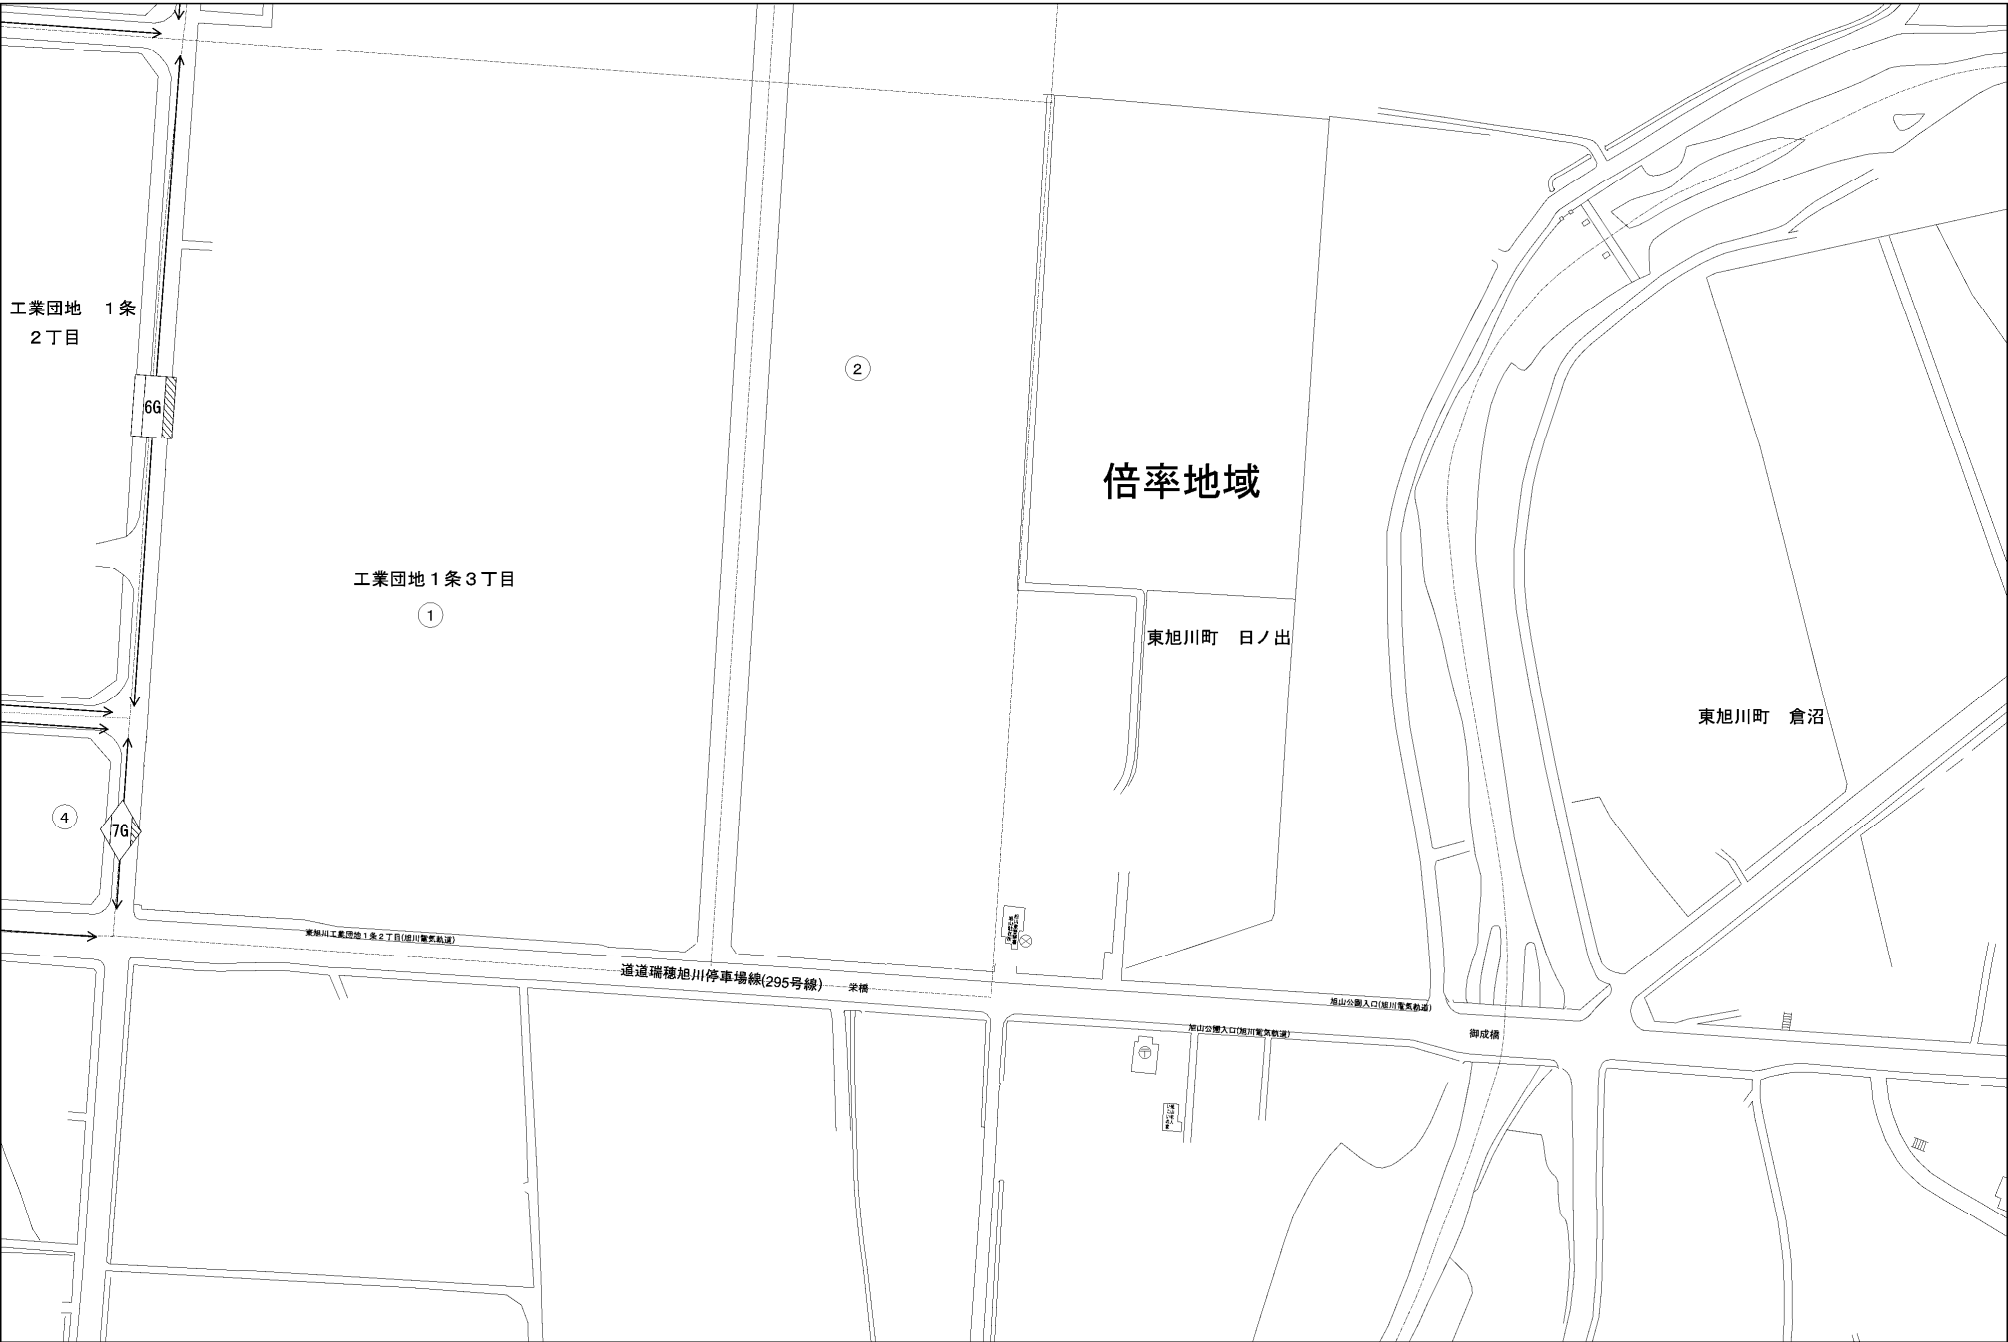 工業団地　１条
２丁目
6G
②
倍率地域
工業団地１条３丁目
①
東旭川町　日ノ出
東旭川町　倉沼
④
7G
東旭川工業団地１条２丁目(旭川電気軌道)
道道瑞穂旭川停車場線(295号線)
栄橋
旭山公園入口(旭川電気軌道)
旭山公園入口(旭川電気軌道)
御成橋